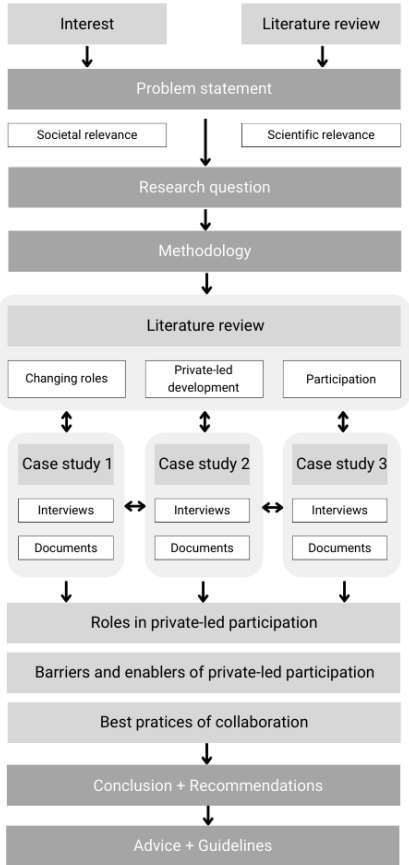 Interest
Literature review
Problem statement
Societal relevance
Scientific relevance
Research question
Methodology
Literature review
Changing roles
Private-led
development
Participation
Case study 1
Case study 2
Case study 3
Interviews
Interviews
Interviews
Documents
Documents
Documents
Roles in private-led participation
Barriers and enablers of private-led participation
Best pratices of collaboration
Conclusion + Recommendations
Advice + Guidelines